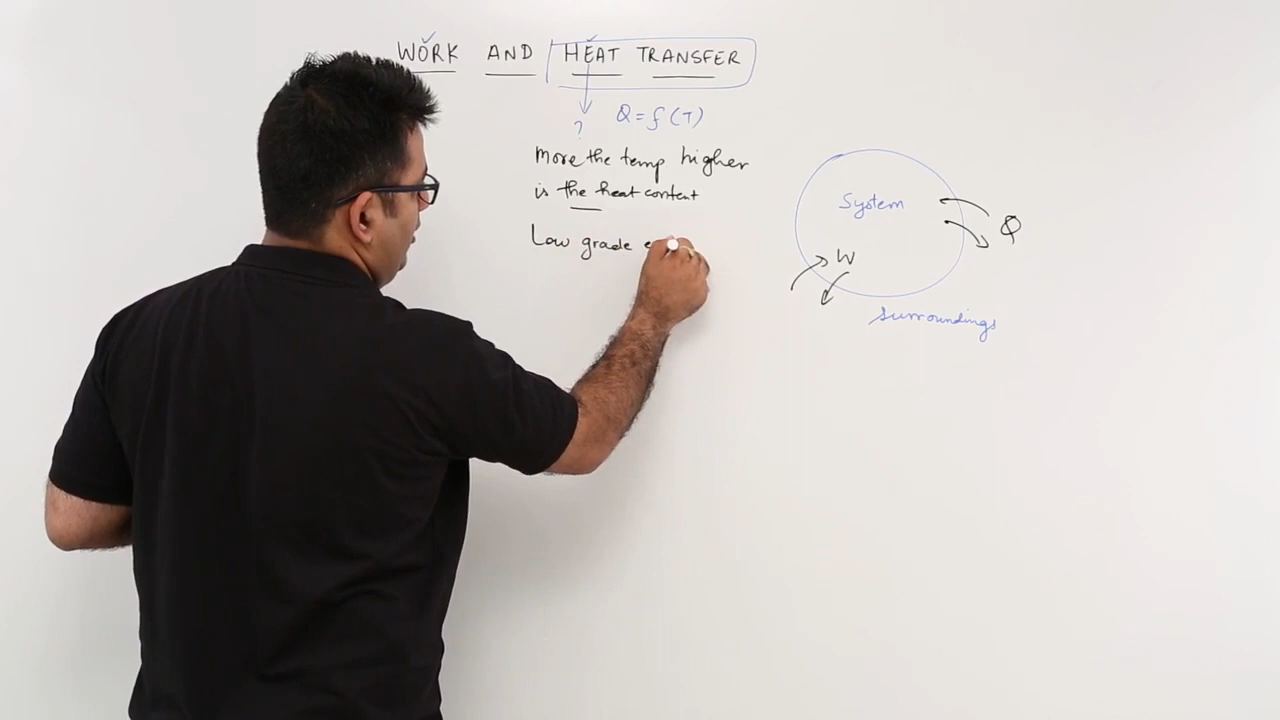 WORK AND HEAT TRANSFER
? Q = f(T)
More the temp higher
is the heat content
Low grade e
System
Q
W
Surroundings